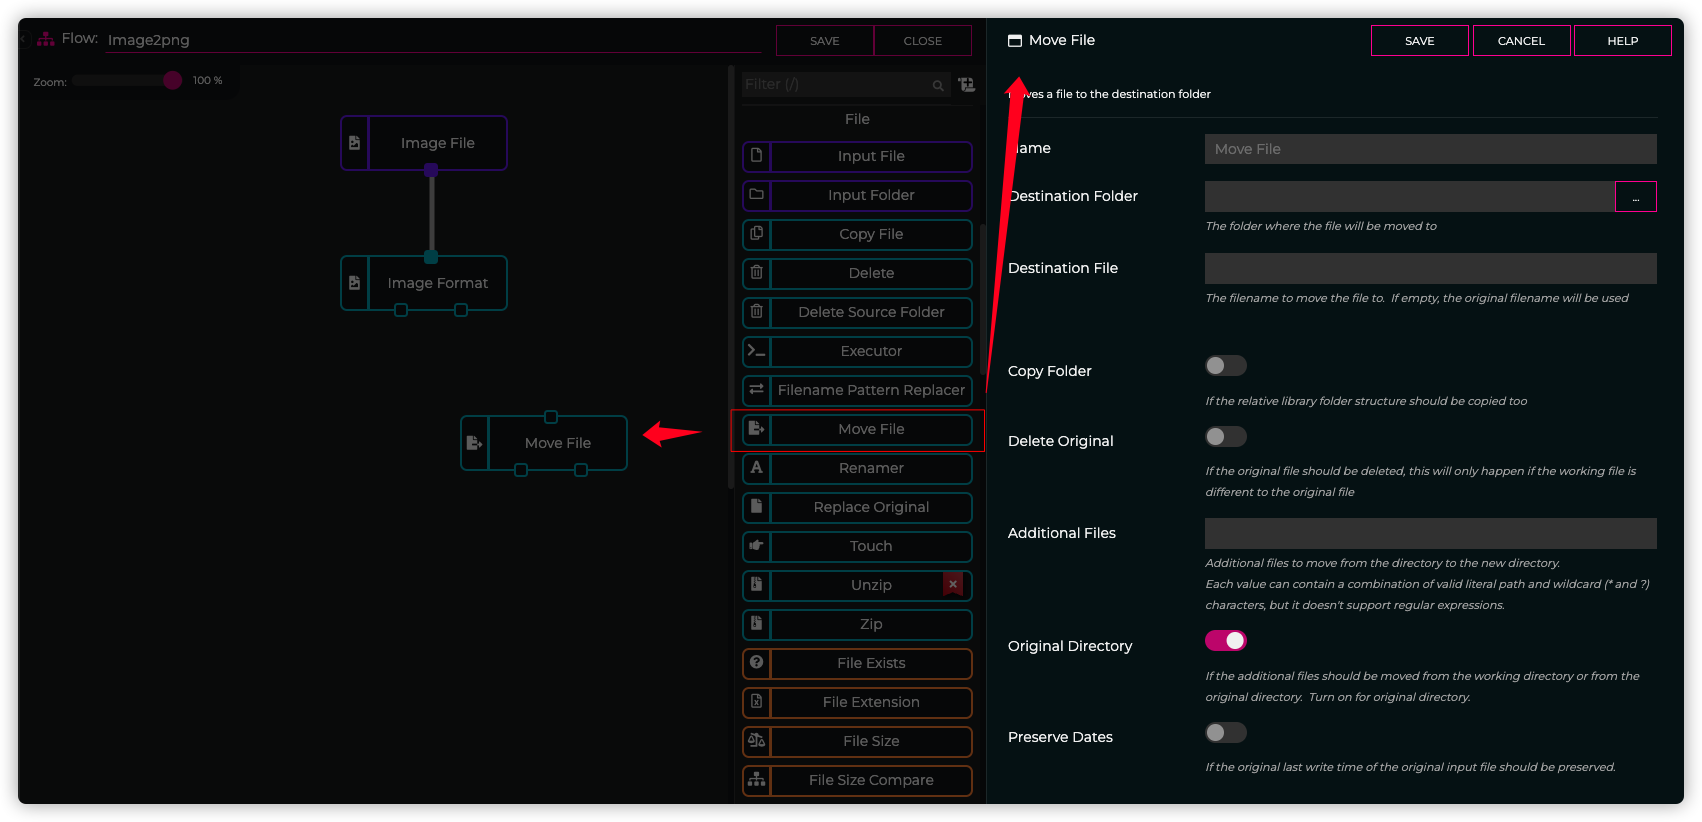 Flow: Image2png
SAVE
CLOSE
Zoom: 100 %
Image File
Image Format
Move File
Filter (/)
File
Input File
Input Folder
Copy File
Delete
Delete Source Folder
Executor
Filename Pattern Replacer
Move File
Renamer
Replace Original
Touch
Unzip
Zip
File Exists
File Extension
File Size
File Size Compare
Move File
SAVE
CANCEL
HELP
oves a file to the destination folder
ame
Move File
Destination Folder
...
The folder where the file will be moved to
Destination File
The filename to move the file to. If empty, the original filename will be used
Copy Folder
If the relative library folder structure should be copied too
Delete Original
If the original file should be deleted, this will only happen if the working file is
different to the original file
Additional Files
Additional files to move from the directory to the new directory.
Each value can contain a combination of valid literal path and wildcard (* and ?)
characters, but it doesn't support regular expressions.
Original Directory
If the additional files should be moved from the working directory or from the
original directory. Turn on for original directory.
Preserve Dates
If the original last write time of the original input file should be preserved.